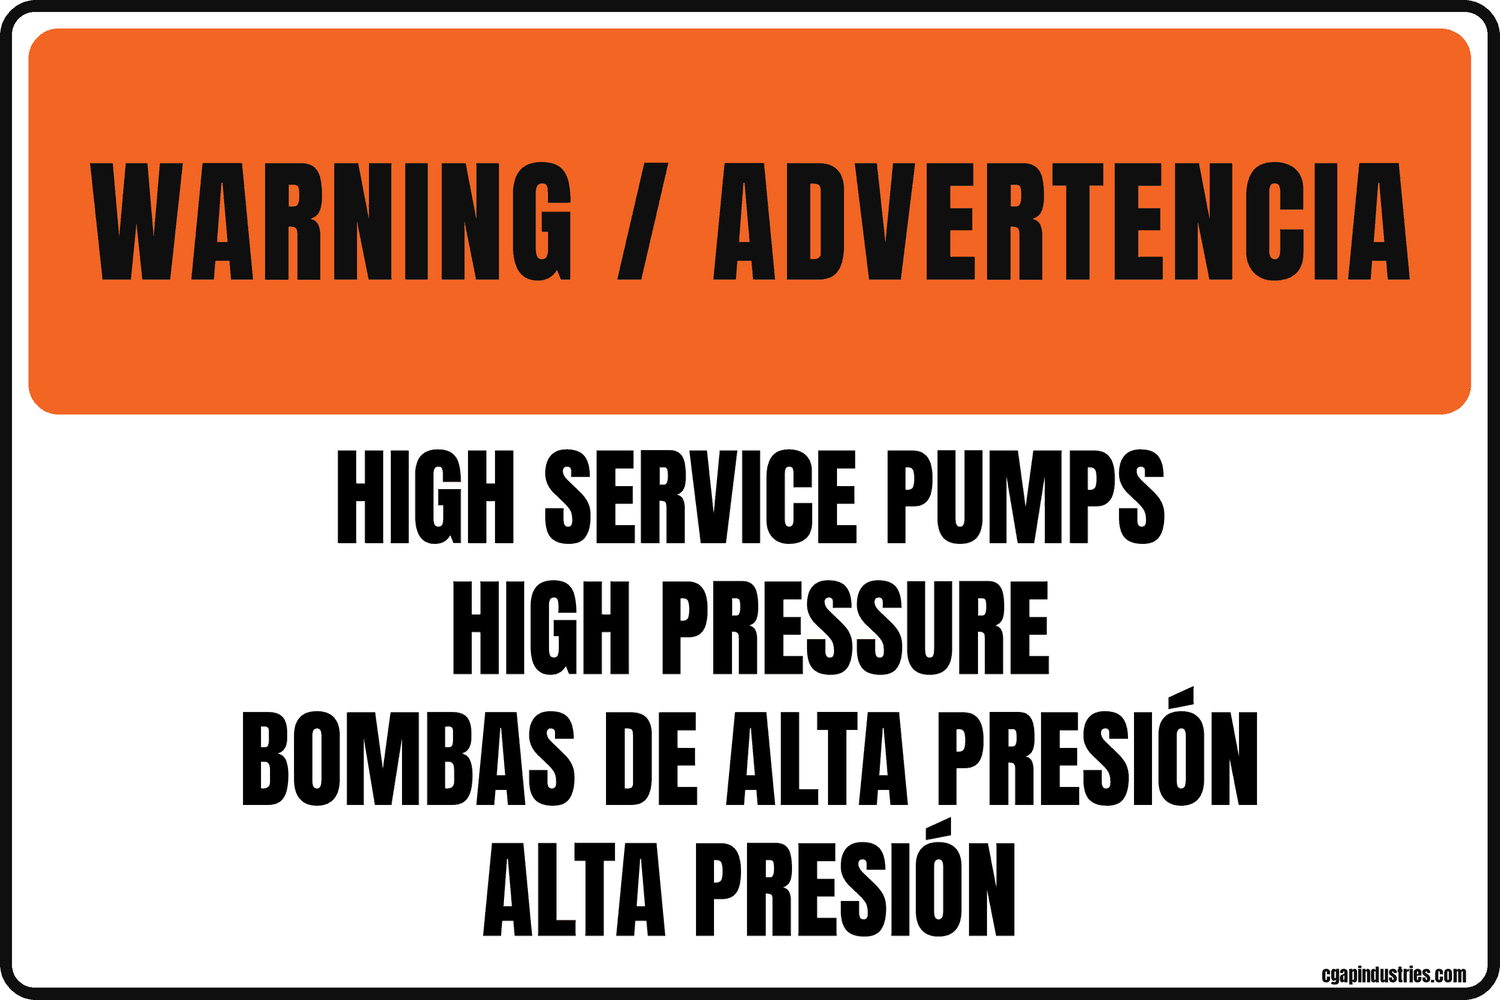 WARNING / ADVERTENCIA
HIGH SERVICE PUMPS
HIGH PRESSURE
BOMBAS DE ALTA PRESIÓN
ALTA PRESIÓN
cgapindustries.com